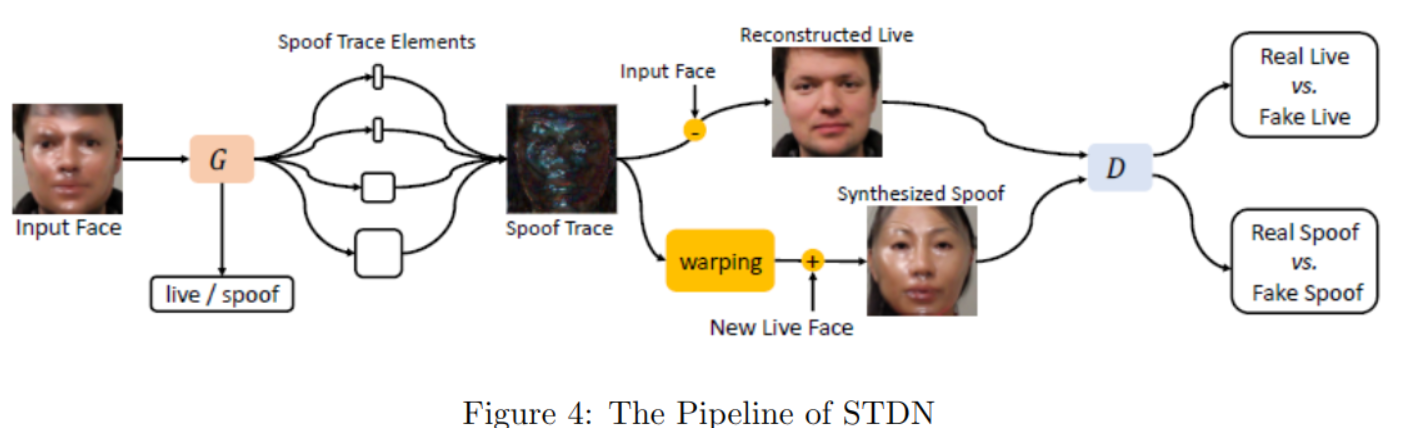 Spoof Trace Elements
Reconstructed Live
Input Face
Real Live
vs.
Fake Live
G
-
D
Input Face
Spoof Trace
Synthesized Spoof
live / spoof
warping
+
New Live Face
Real Spoof
vs.
Fake Spoof
Figure 4: The Pipeline of STDN